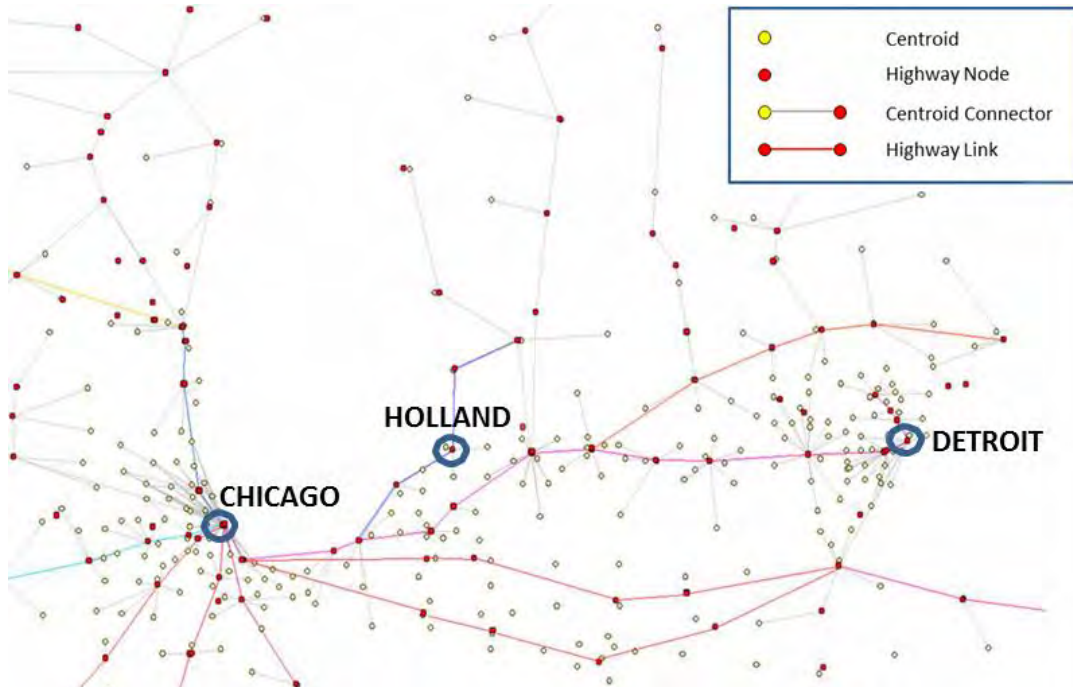 Centroid
Highway Node
Centroid Connector
Highway Link
HOLLAND
DETROIT
CHICAGO